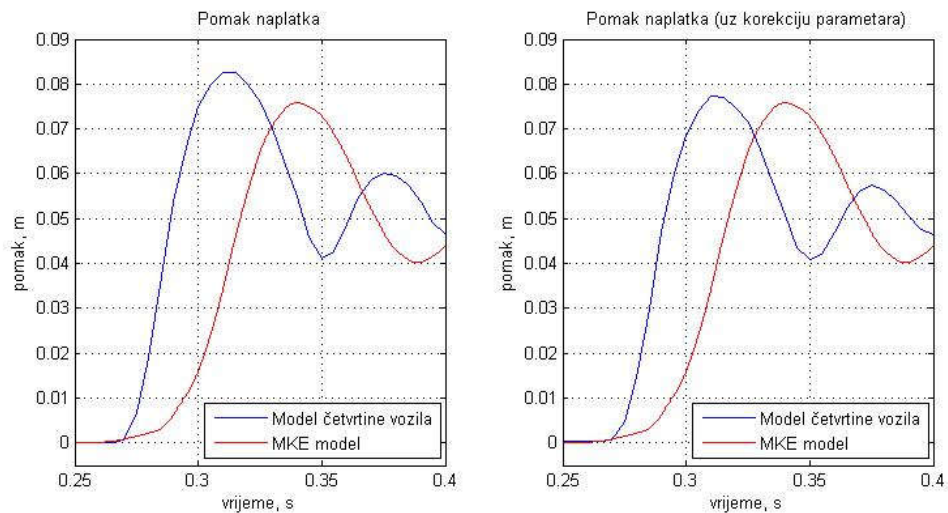 Pomak naplatka
0.09
0.08
0.07
0.06
0.05
0.04
0.03
0.02
0.01
0
pomak, m
0.25
0.3
0.35
0.4
vrijeme, s
Model četvrtine vozila
MKE model
Pomak naplatka (uz korekciju parametara)
0.09
0.08
0.07
0.06
0.05
0.04
0.03
0.02
0.01
0
pomak, m
0.25
0.3
0.35
0.4
vrijeme, s
Model četvrtine vozila
MKE model